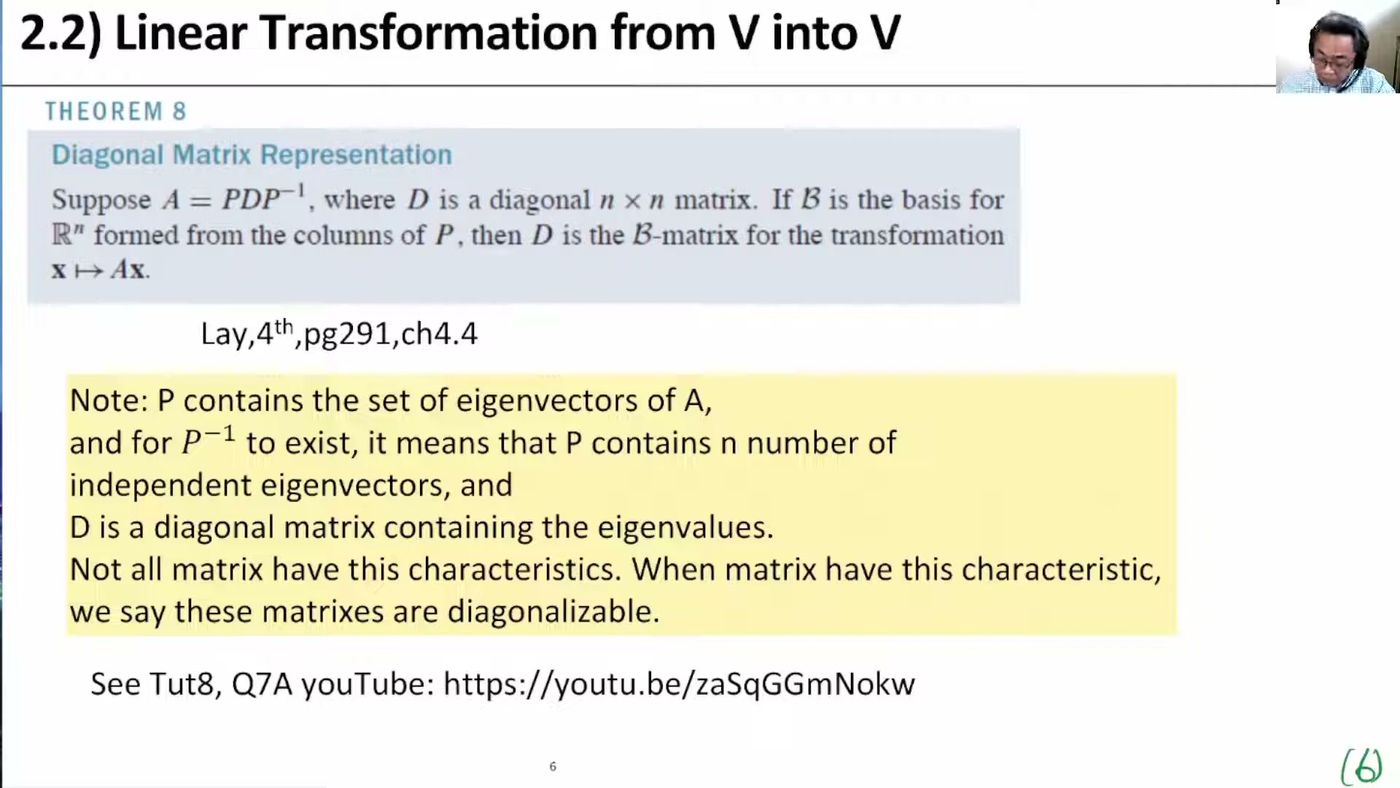 2.2) Linear Transformation from V into V
THEOREM 8
Diagonal Matrix Representation
Suppose A = PDP⁻¹, where D is a diagonal n × n matrix. If ℬ is the basis for
ℝⁿ formed from the columns of P, then D is the ℬ-matrix for the transformation
x ↦ Ax.
Lay,4ᵗʰ,pg291,ch4.4
Note: P contains the set of eigenvectors of A,
and for P⁻¹ to exist, it means that P contains n number of
independent eigenvectors, and
D is a diagonal matrix containing the eigenvalues.
Not all matrix have this characteristics. When matrix have this characteristic,
we say these matrixes are diagonalizable.
See Tut8, Q7A youTube: https://youtu.be/zaSqGGmNokw
6
(6)